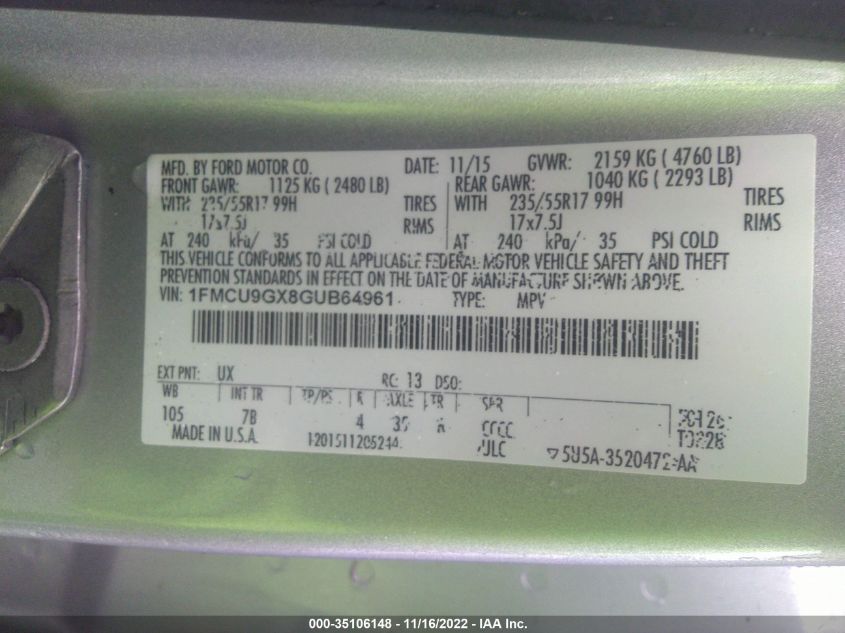 MFD. BY FORD MOTOR CO. DATE: 11/15 GVWR: 2159 KG ( 4760 LB)
FRONT GAWR: 1125 KG ( 2480 LB) REAR GAWR: 1040 KG ( 2293 LB)
WITH 235/55R17 99H TIRES WITH 235/55R17 99H TIRES
17x7.5J RIMS 17x7.5J RIMS
AT 240 kPa/ 35 PSI COLD AT 240 kPa/ 35 PSI COLD
THIS VEHICLE CONFORMS TO ALL APPLICABLE FEDERAL MOTOR VEHICLE SAFETY AND THEFT
PREVENTION STANDARDS IN EFFECT ON THE DATE OF MANUFACTURE SHOWN ABOVE.
VIN: 1FMCU9GX8GUB64961 TYPE: MPV
EXT PNT: UX RC: 13 DSO:
WB INT TR TP/PS R AXLE TR SPR
105 7B 4
MADE IN U.S.A.
000-35106148 - 11/16/2022 - IAA Inc.